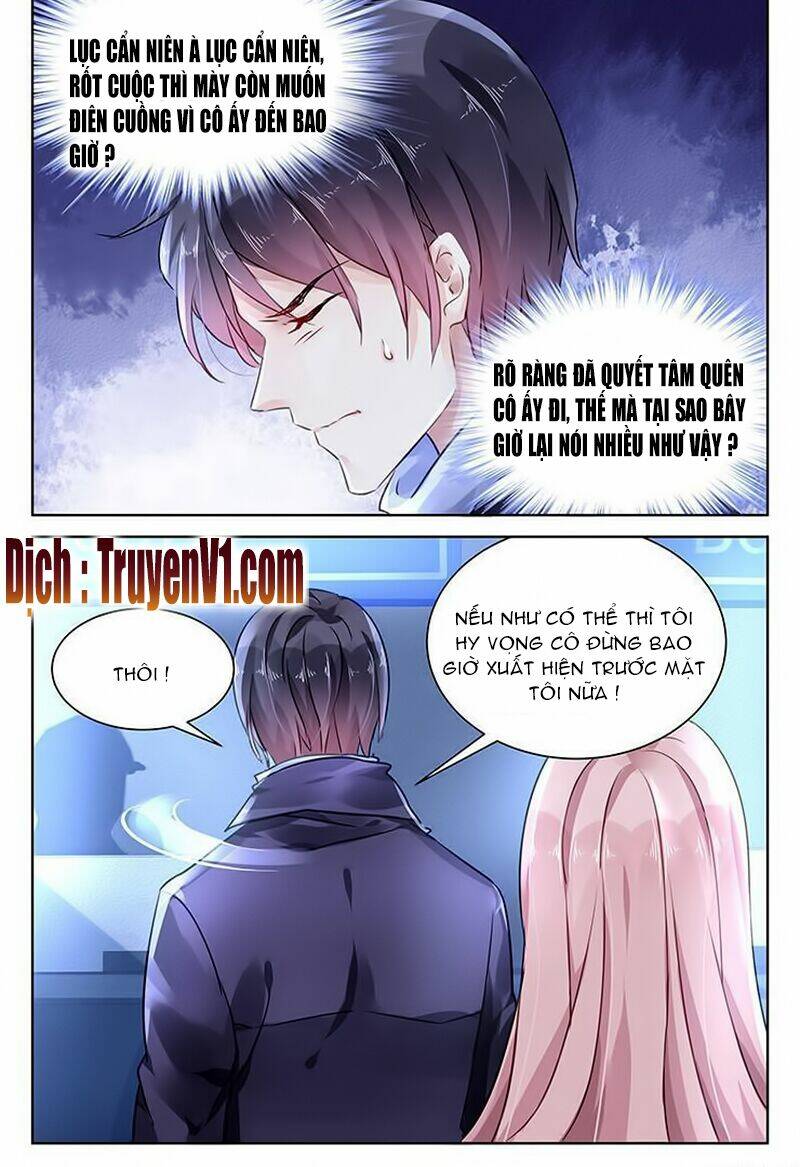 LỤC CẨN NIÊN À LỤC CẨN NIÊN,
RỐT CUỘC THÌ MÀY CÒN MUỐN
ĐIÊN CUỒNG VÌ CÔ ẤY ĐẾN BAO
GIỜ ?
RÕ RÀNG ĐÃ QUYẾT TÂM QUÊN
CÔ ẤY ĐI, THẾ MÀ TẠI SAO BÂY
GIỜ LẠI NÓI NHIỀU NHƯ VẬY ?
Dịch : TruyenV1.com
THÔI !
NẾU NHƯ CÓ THỂ THÌ TÔI
HY VỌNG CÔ ĐỪNG BAO
GIỜ XUẤT HIỆN TRƯỚC MẶT
TÔI NỮA !